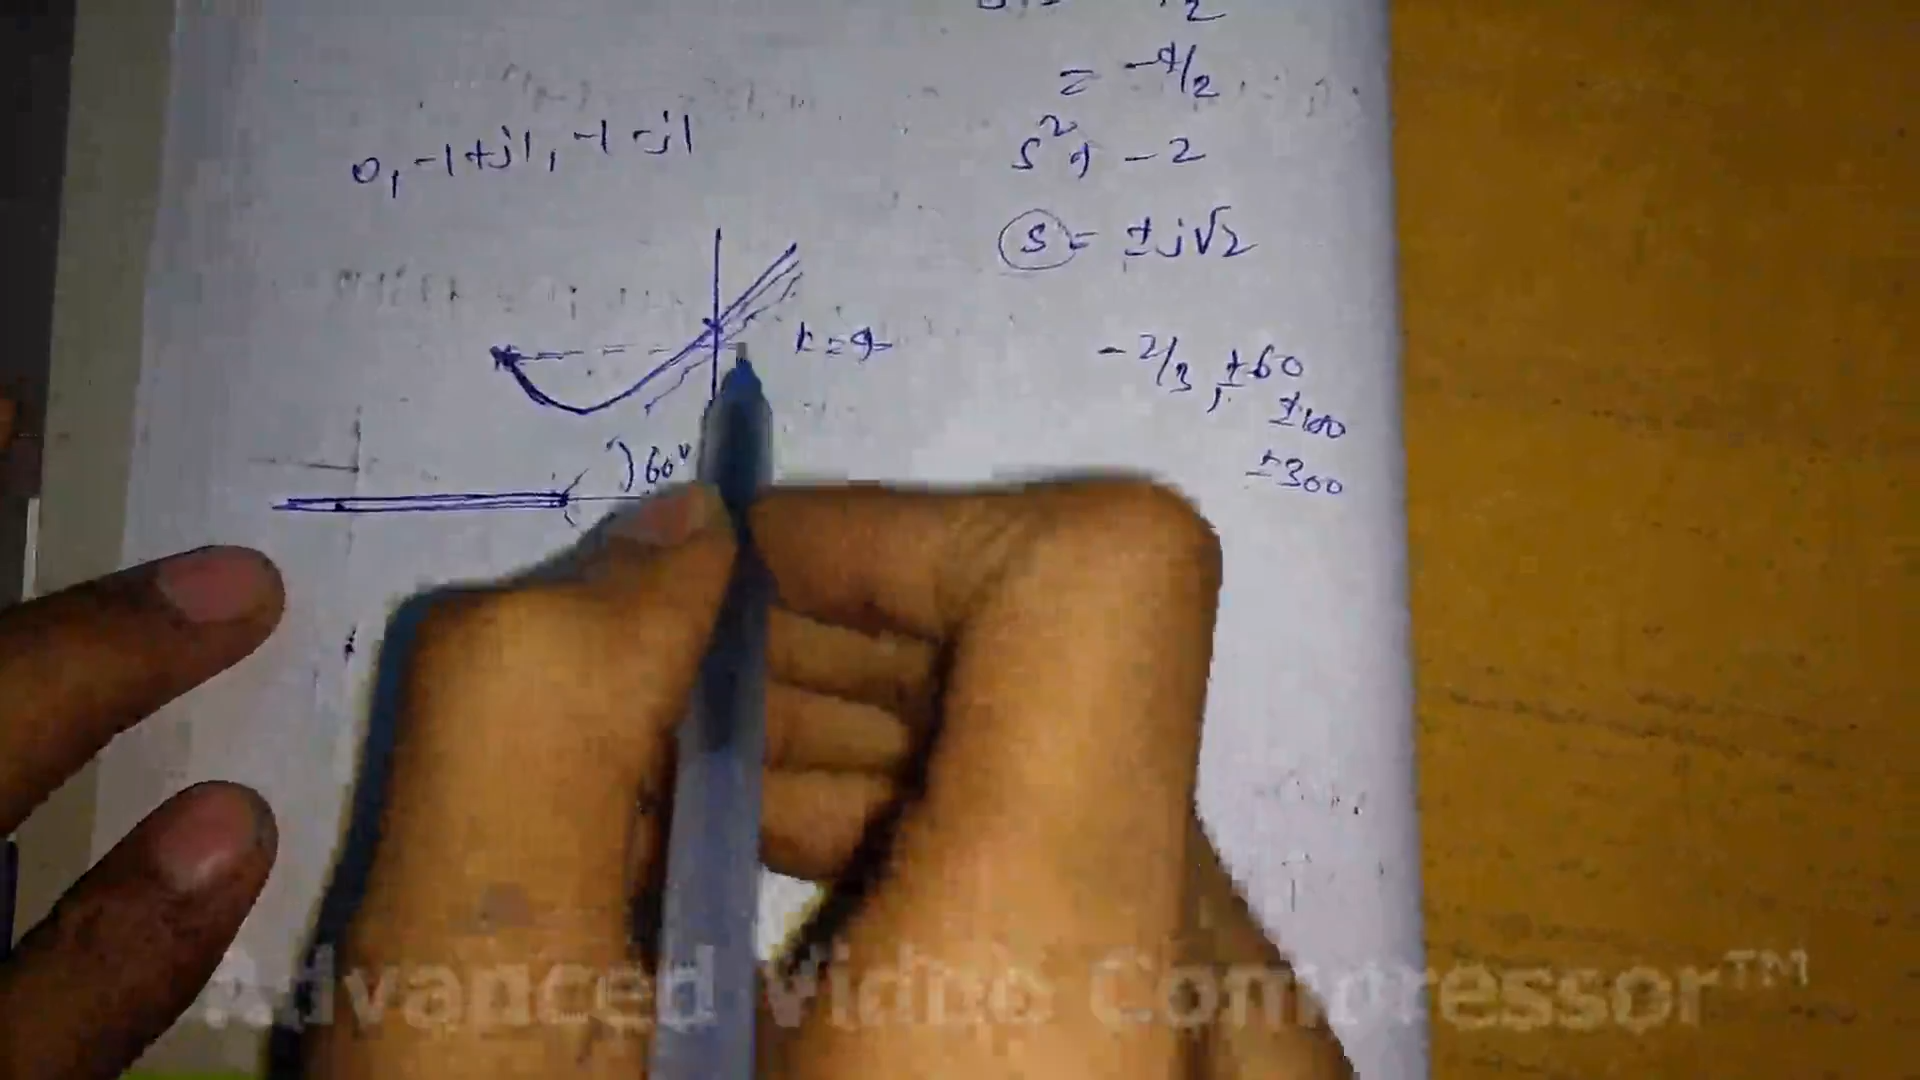 = -4/2
0, -1+j1, -1-j1
s² = -2
s = ±j√2
k=4
-2/3, ±60
±180
±300
)60°
Advanced Video Compressor™